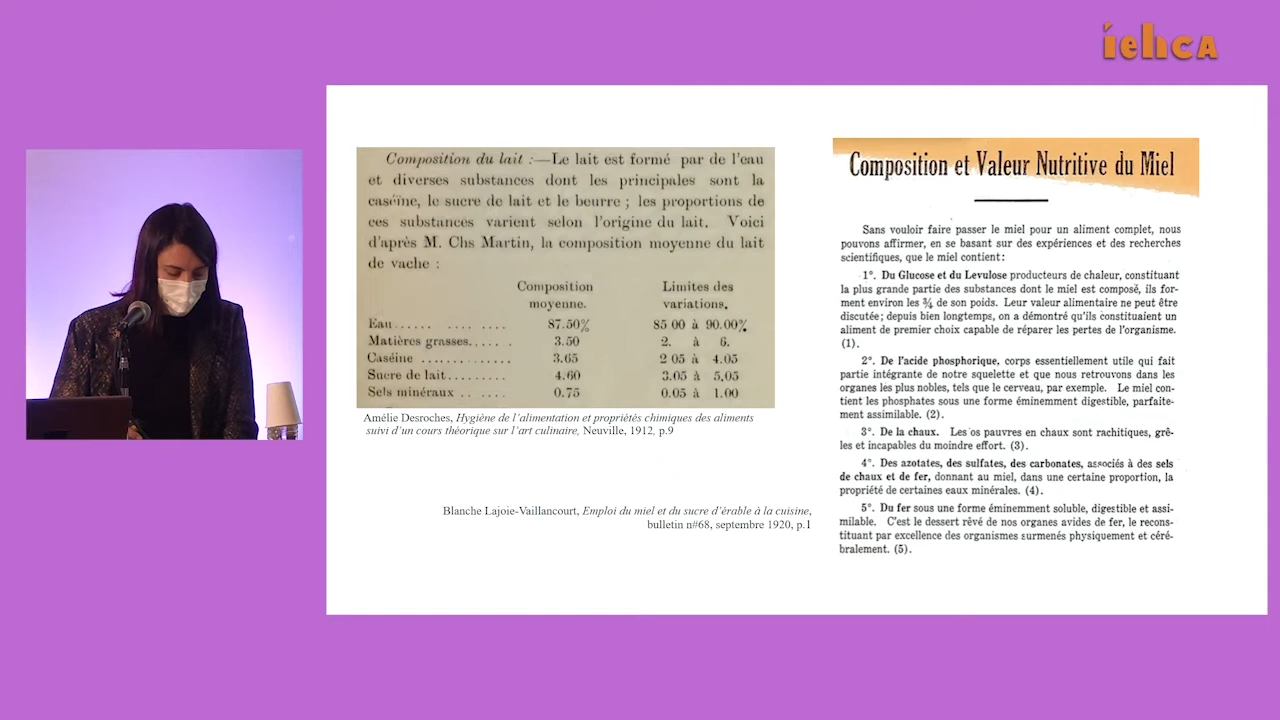 iehca
Composition du lait :—Le lait est formé par de l'eau
et diverses substances dont les principales sont la
caséine, le sucre de lait et le beurre ; les proportions de
ces substances varient selon l'origine du lait. Voici
d'après M. Chs Martin, la composition moyenne du lait
de vache :
Composition Limites des
moyenne. variations.
Eau...... .... .... 87.50% 85 00 à 90.00%
Matières grasses...... . 3.50 2. à 6.
Caséine .... ....... 3.65 2 05 à 4.05
Sucre de lait......... 4.60 3.05 à 5.05
Sels minéraux .. .... 0.75 0.05 à 1.00
Amélie Desroches, Hygiène de l'alimentation et propriètés chimiques des aliments
suivi d'un cours théorique sur l'art culinaire, Neuville, 1912, p.9
Blanche Lajoie-Vaillancourt, Emploi du miel et du sucre d'érable à la cuisine,
bulletin n#68, septembre 1920, p.1
Composition et Valeur Nutritive du Miel
Sans vouloir faire passer le miel pour un aliment complet, nous
pouvons affirmer, en se basant sur des expériences et des recherches
scientifiques, que le miel contient:
1°. Du Glucose et du Levulose producteurs de chaleur, constituant
la plus grande partie des substances dont le miel est composé, ils for-
ment environ les ¾ de son poids. Leur valeur alimentaire ne peut être
discutée; depuis bien longtemps, on a démontré qu'ils constituaient un
aliment de premier choix capable de réparer les pertes de l'organisme.
(1).
2°. De l'acide phosphorique, corps essentiellement utile qui fait
partie intégrante de notre squelette et que nous retrouvons dans les
organes les plus nobles, tels que le cerveau, par exemple. Le miel con-
tient les phosphates sous une forme éminemment digestible, parfaite-
ment assimilable. (2).
3°. De la chaux. Les os pauvres en chaux sont rachitiques, grê-
les et incapables du moindre effort. (3).
4°. Des azotates, des sulfates, des carbonates, associés à des sels
de chaux et de fer, donnant au miel, dans une certaine proportion, la
propriété de certaines eaux minérales. (4).
5°. Du fer sous une forme éminemment soluble, digestible et assi-
milable. C'est le dessert rêvé de nos organes avides de fer, le recons-
tituant par excellence des organismes surmenés physiquement et céré-
bralement. (5).